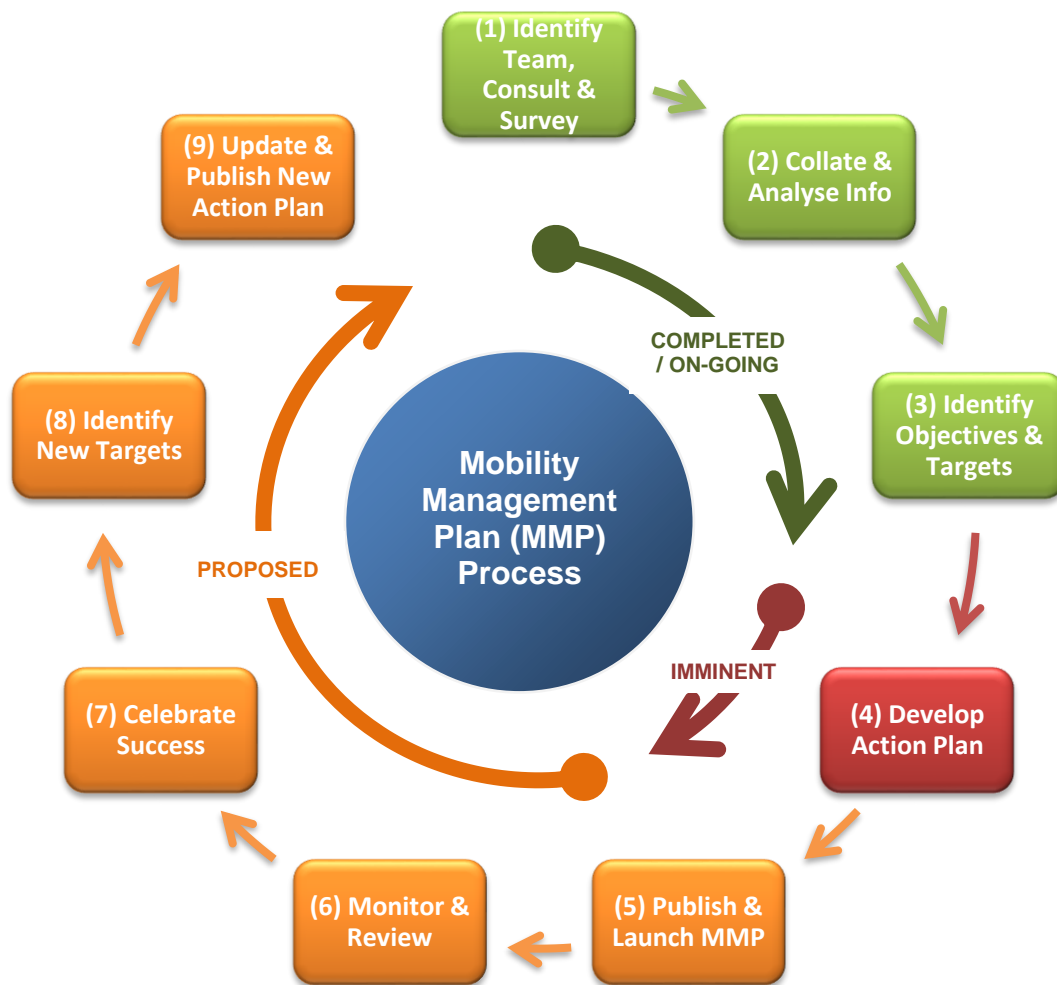 (1) Identify
Team,
Consult &
Survey
(2) Collate &
Analyse Info
(3) Identify
Objectives &
Targets
(4) Develop
Action Plan
(5) Publish &
Launch MMP
(6) Monitor &
Review
(7) Celebrate
Success
(8) Identify
New Targets
(9) Update &
Publish New
Action Plan
COMPLETED
/ ON-GOING
IMMINENT
PROPOSED
Mobility
Management
Plan (MMP)
Process